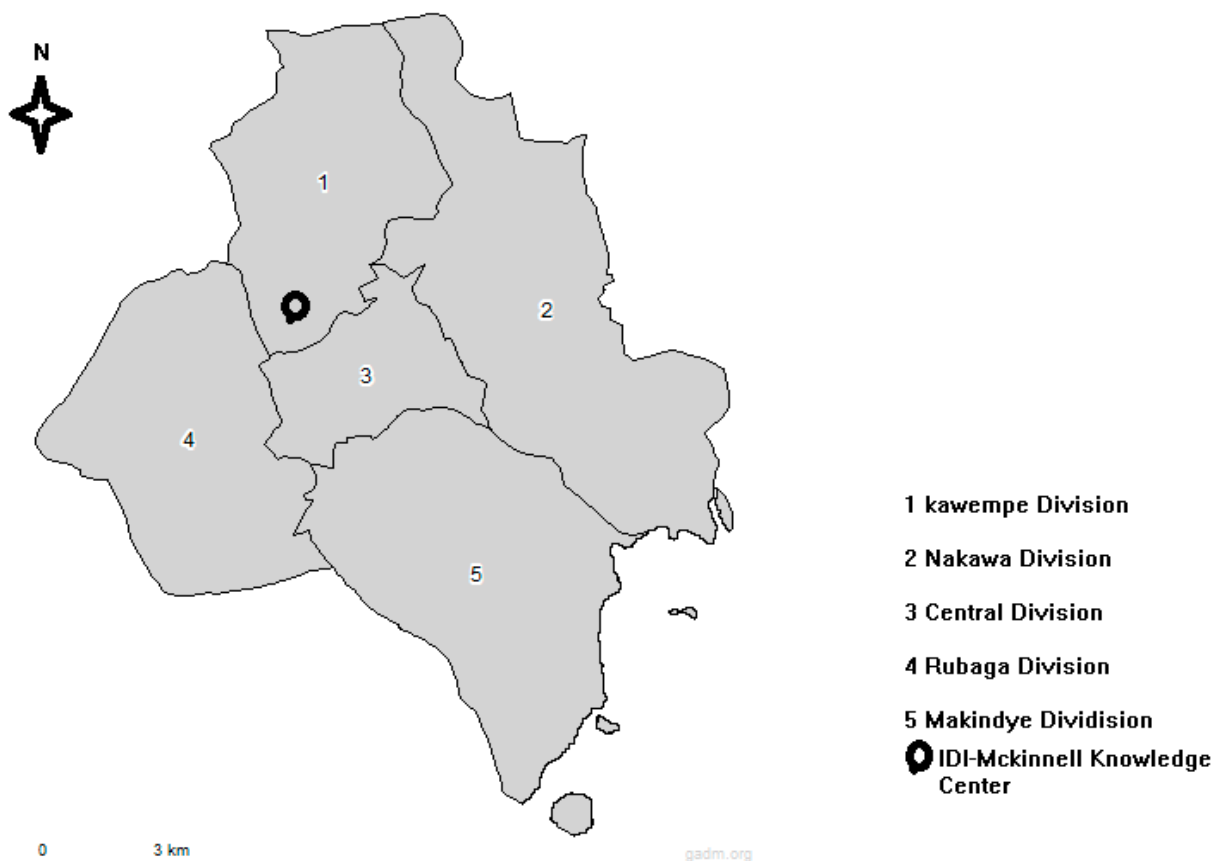 N
1
2
3
4
5
1 kawempe Division
2 Nakawa Division
3 Central Division
4 Rubaga Division
5 Makindye Dividision
IDI-Mckinnell Knowledge
Center
0 3 km
gadm.org